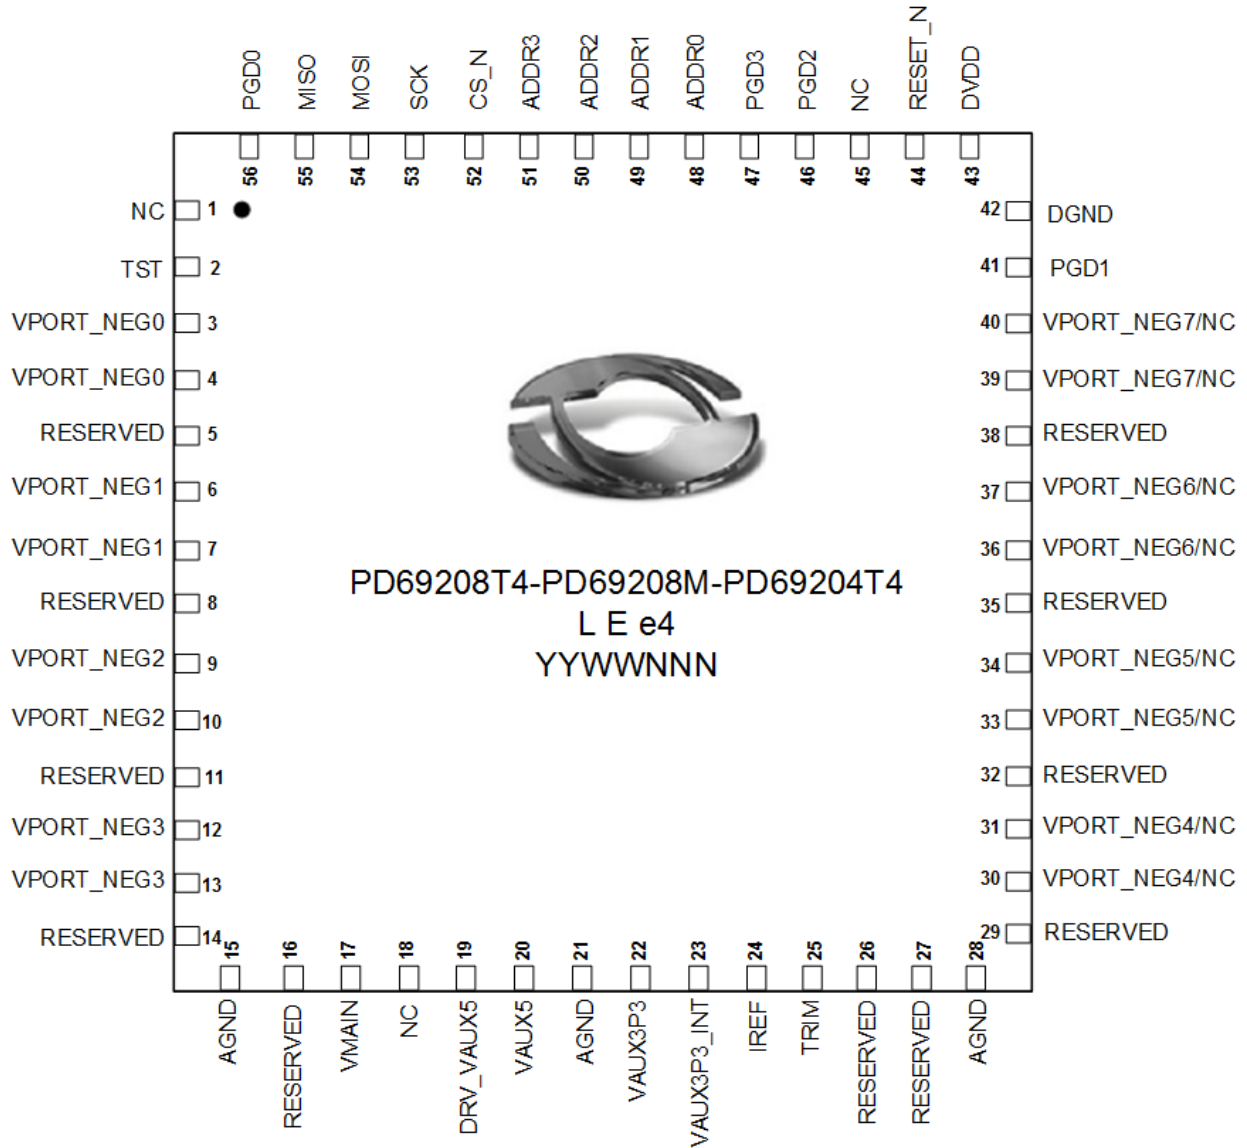 PGD0 MISO MOSI SCK CS_N ADDR3 ADDR2 ADDR1 ADDR0 PGD3 PGD2 NC RESET_N DVDD
56 55 54 53 52 51 50 49 48 47 46 45 44 43
NC 1 42 DGND
TST 2 41 PGD1
VPORT_NEG0 3 40 VPORT_NEG7/NC
VPORT_NEG0 4 39 VPORT_NEG7/NC
RESERVED 5 38 RESERVED
VPORT_NEG1 6 37 VPORT_NEG6/NC
VPORT_NEG1 7 36 VPORT_NEG6/NC
PD69208T4-PD69208M-PD69204T4
RESERVED 8 35 RESERVED
L E e4
VPORT_NEG2 9 34 VPORT_NEG5/NC
YYWWNNN
VPORT_NEG2 10 33 VPORT_NEG5/NC
RESERVED 11 32 RESERVED
VPORT_NEG3 12 31 VPORT_NEG4/NC
VPORT_NEG3 13 30 VPORT_NEG4/NC
RESERVED 14 29 RESERVED
15 16 17 18 19 20 21 22 23 24 25 26 27 28
AGND RESERVED VMAIN NC DRV_VAUX5 VAUX5 AGND VAUX3P3 VAUX3P3_INT IREF TRIM RESERVED RESERVED AGND